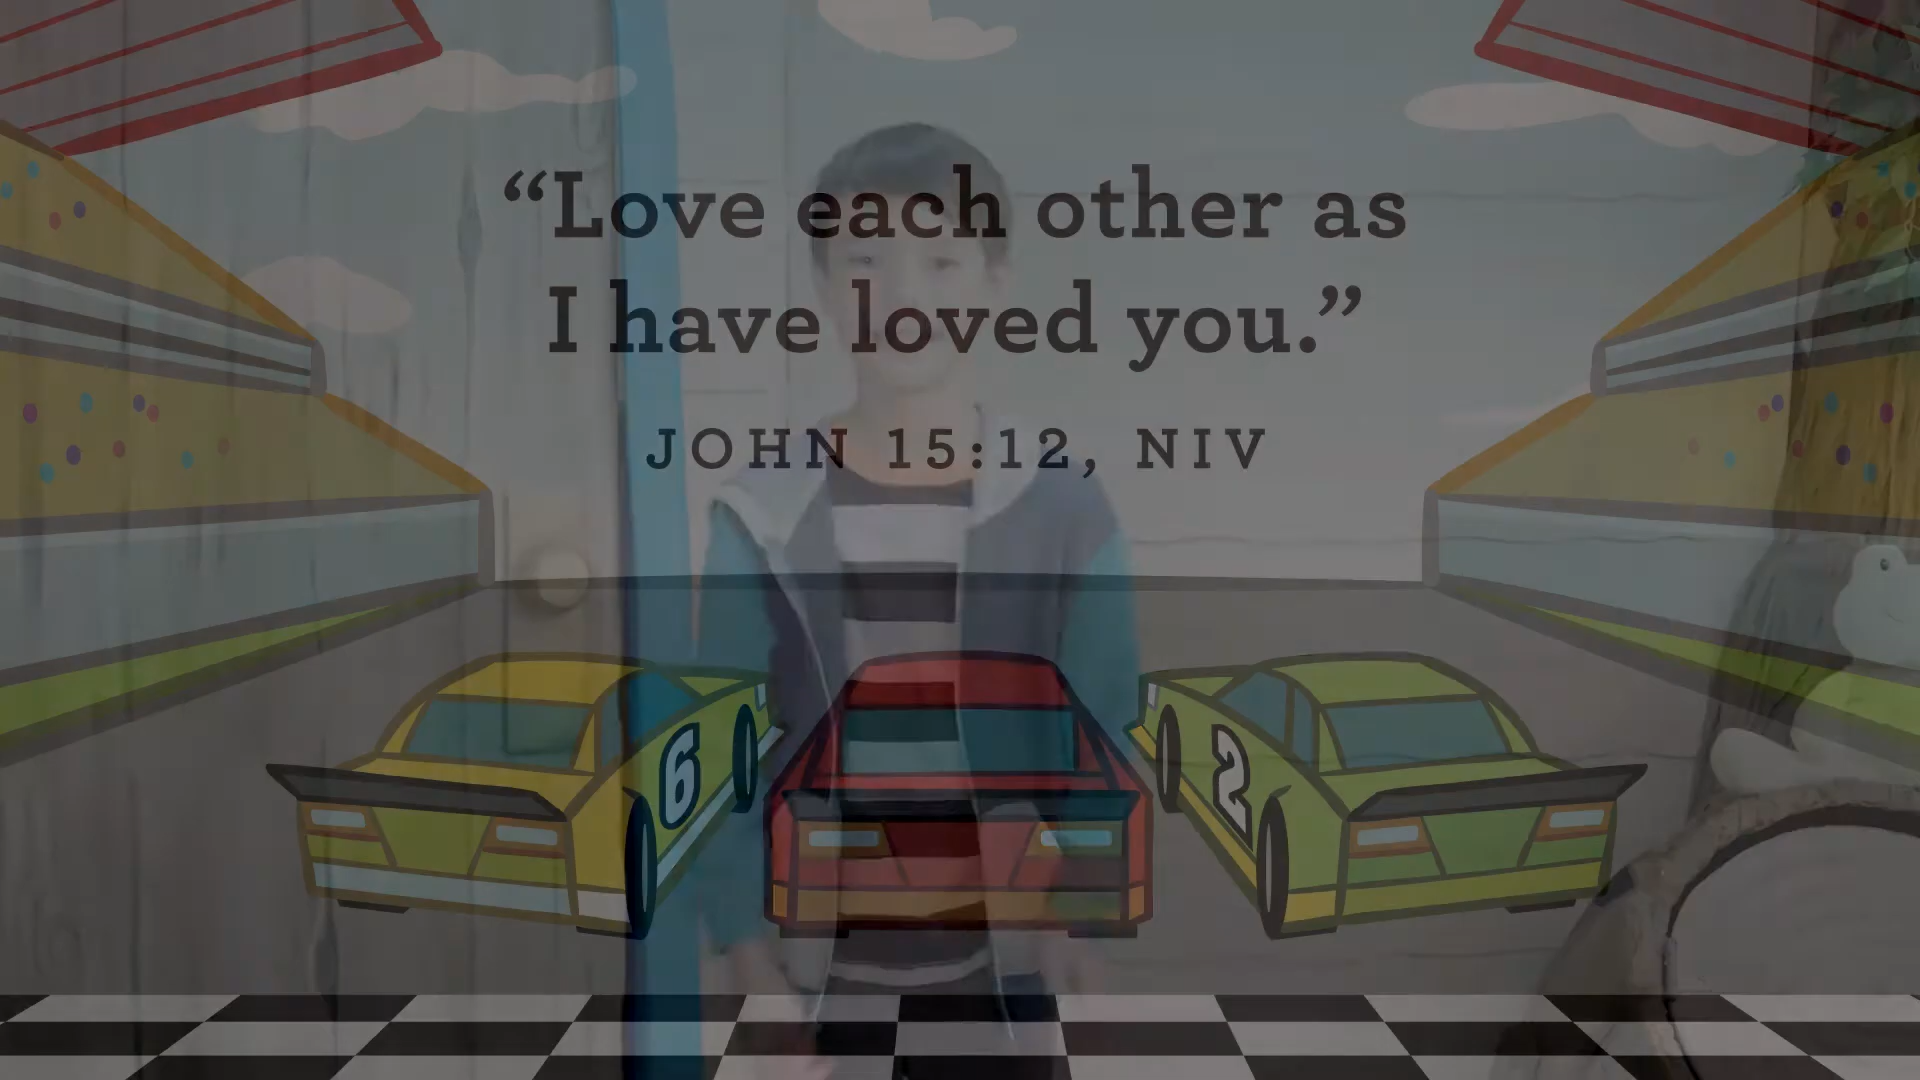 “Love each other as
I have loved you.”
JOHN 15:12, NIV
6
2